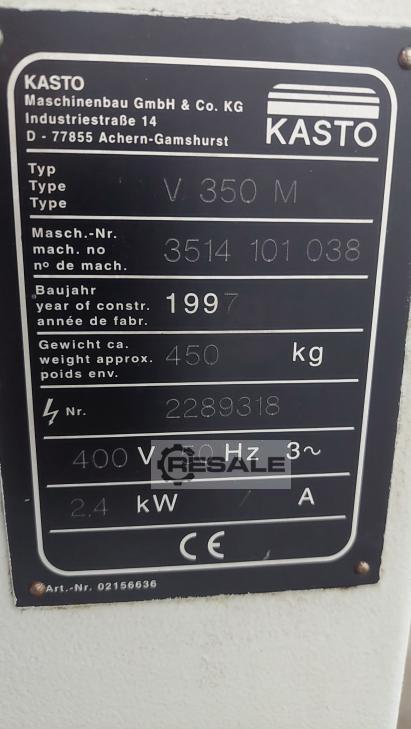 KASTO
Maschinenbau GmbH & Co. KG
Industriestraße 14
D - 77855 Achern-Gamshurst
KASTO
Typ
Type
Type
V 350 M
Masch.-Nr.
mach. no
nº de mach.
3514 101 038
Baujahr
year of constr.
année de fabr.
1997
Gewicht ca.
weight approx.
poids env.
450 kg
Nr. 2289318
400 V 50 Hz 3~
RESALE
2.4 kW / A
CE
Art.-Nr. 02156636